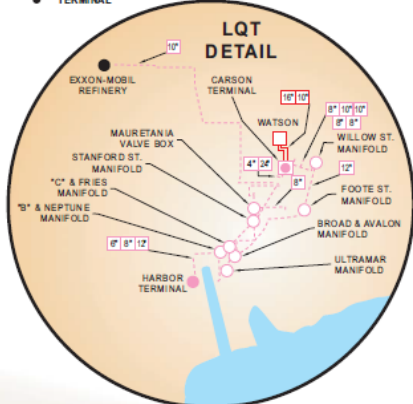 TERMINAL
LQT
DETAIL
10"
EXXON-MOBIL
REFINERY
CARSON
TERMINAL
16" 10"
8" 10" 10"
8" 8"
WATSON
WILLOW ST.
MANIFOLD
MAURETANIA
VALVE BOX
STANFORD ST.
MANIFOLD
4" 24"
8"
12"
"C" & FRIES
MANIFOLD
FOOTE ST.
MANIFOLD
"B" & NEPTUNE
MANIFOLD
BROAD & AVALON
MANIFOLD
6" 8" 12"
ULTRAMAR
MANIFOLD
HARBOR
TERMINAL